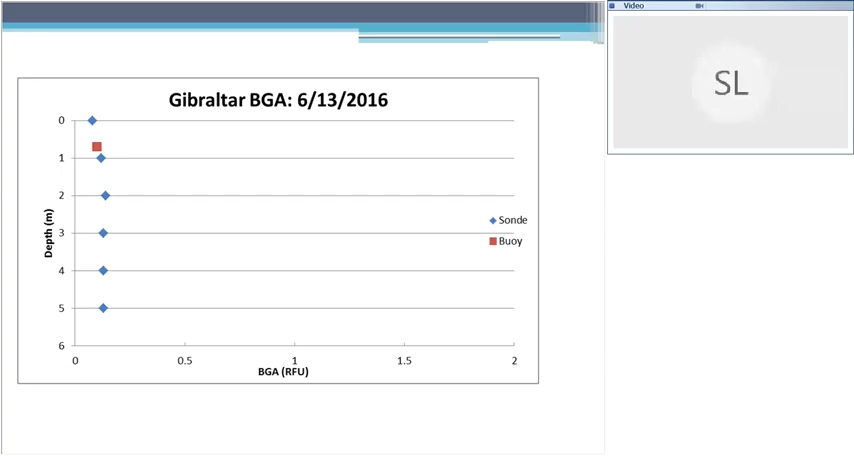 Video
SL
Gibraltar BGA: 6/13/2016
0
1
2
3
4
5
6
Depth (m)
Sonde
Buoy
0
0.5
1
1.5
2
BGA (RFU)